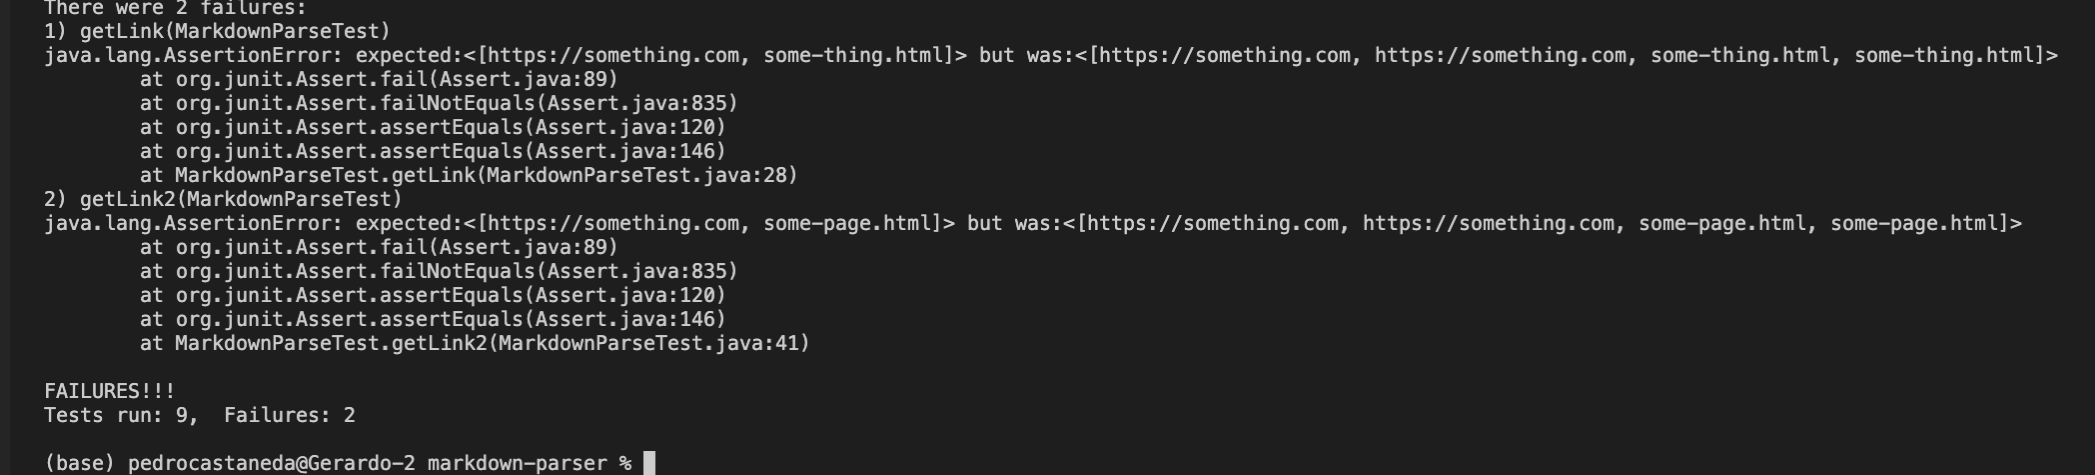 There were 2 failures:
1) getLink(MarkdownParseTest)
java.lang.AssertionError: expected:<[https://something.com, some-thing.html]> but was:<[https://something.com, https://something.com, some-thing.html, some-thing.html]>
        at org.junit.Assert.fail(Assert.java:89)
        at org.junit.Assert.failNotEquals(Assert.java:835)
        at org.junit.Assert.assertEquals(Assert.java:120)
        at org.junit.Assert.assertEquals(Assert.java:146)
        at MarkdownParseTest.getLink(MarkdownParseTest.java:28)
2) getLink2(MarkdownParseTest)
java.lang.AssertionError: expected:<[https://something.com, some-page.html]> but was:<[https://something.com, https://something.com, some-page.html, some-page.html]>
        at org.junit.Assert.fail(Assert.java:89)
        at org.junit.Assert.failNotEquals(Assert.java:835)
        at org.junit.Assert.assertEquals(Assert.java:120)
        at org.junit.Assert.assertEquals(Assert.java:146)
        at MarkdownParseTest.getLink2(MarkdownParseTest.java:41)
FAILURES!!!
Tests run: 9,  Failures: 2
(base) pedrocastaneda@Gerardo-2 markdown-parser %